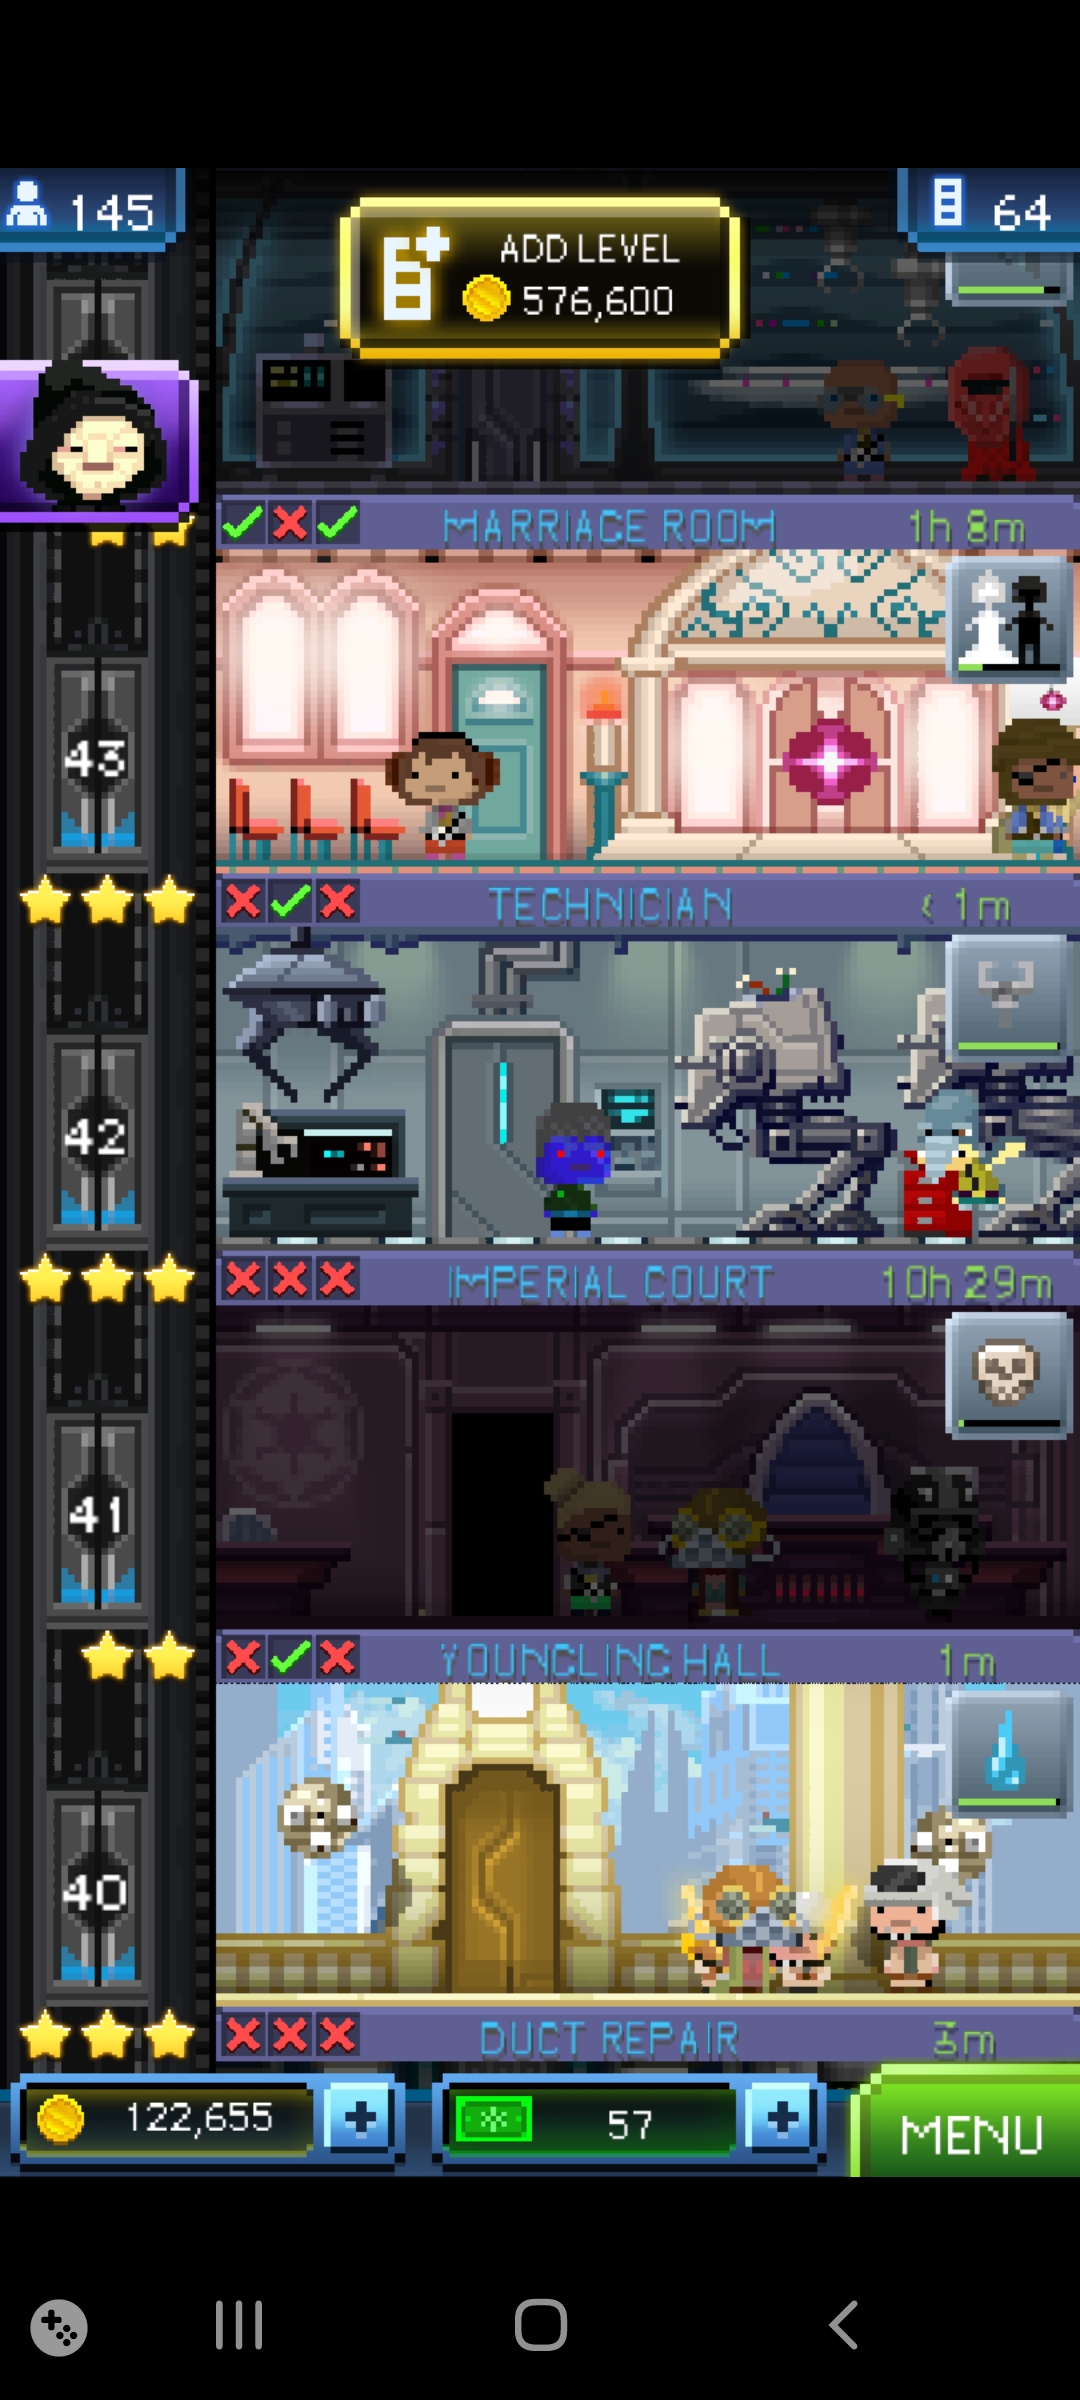 145
ADD LEVEL
576,600
64
MARRIAGE ROOM 1h 8m
43
TECHNICIAN < 1m
42
IMPERIAL COURT 10h 29m
41
YOUNGLING HALL 1m
40
DUCT REPAIR 3m
122,655
57
MENU